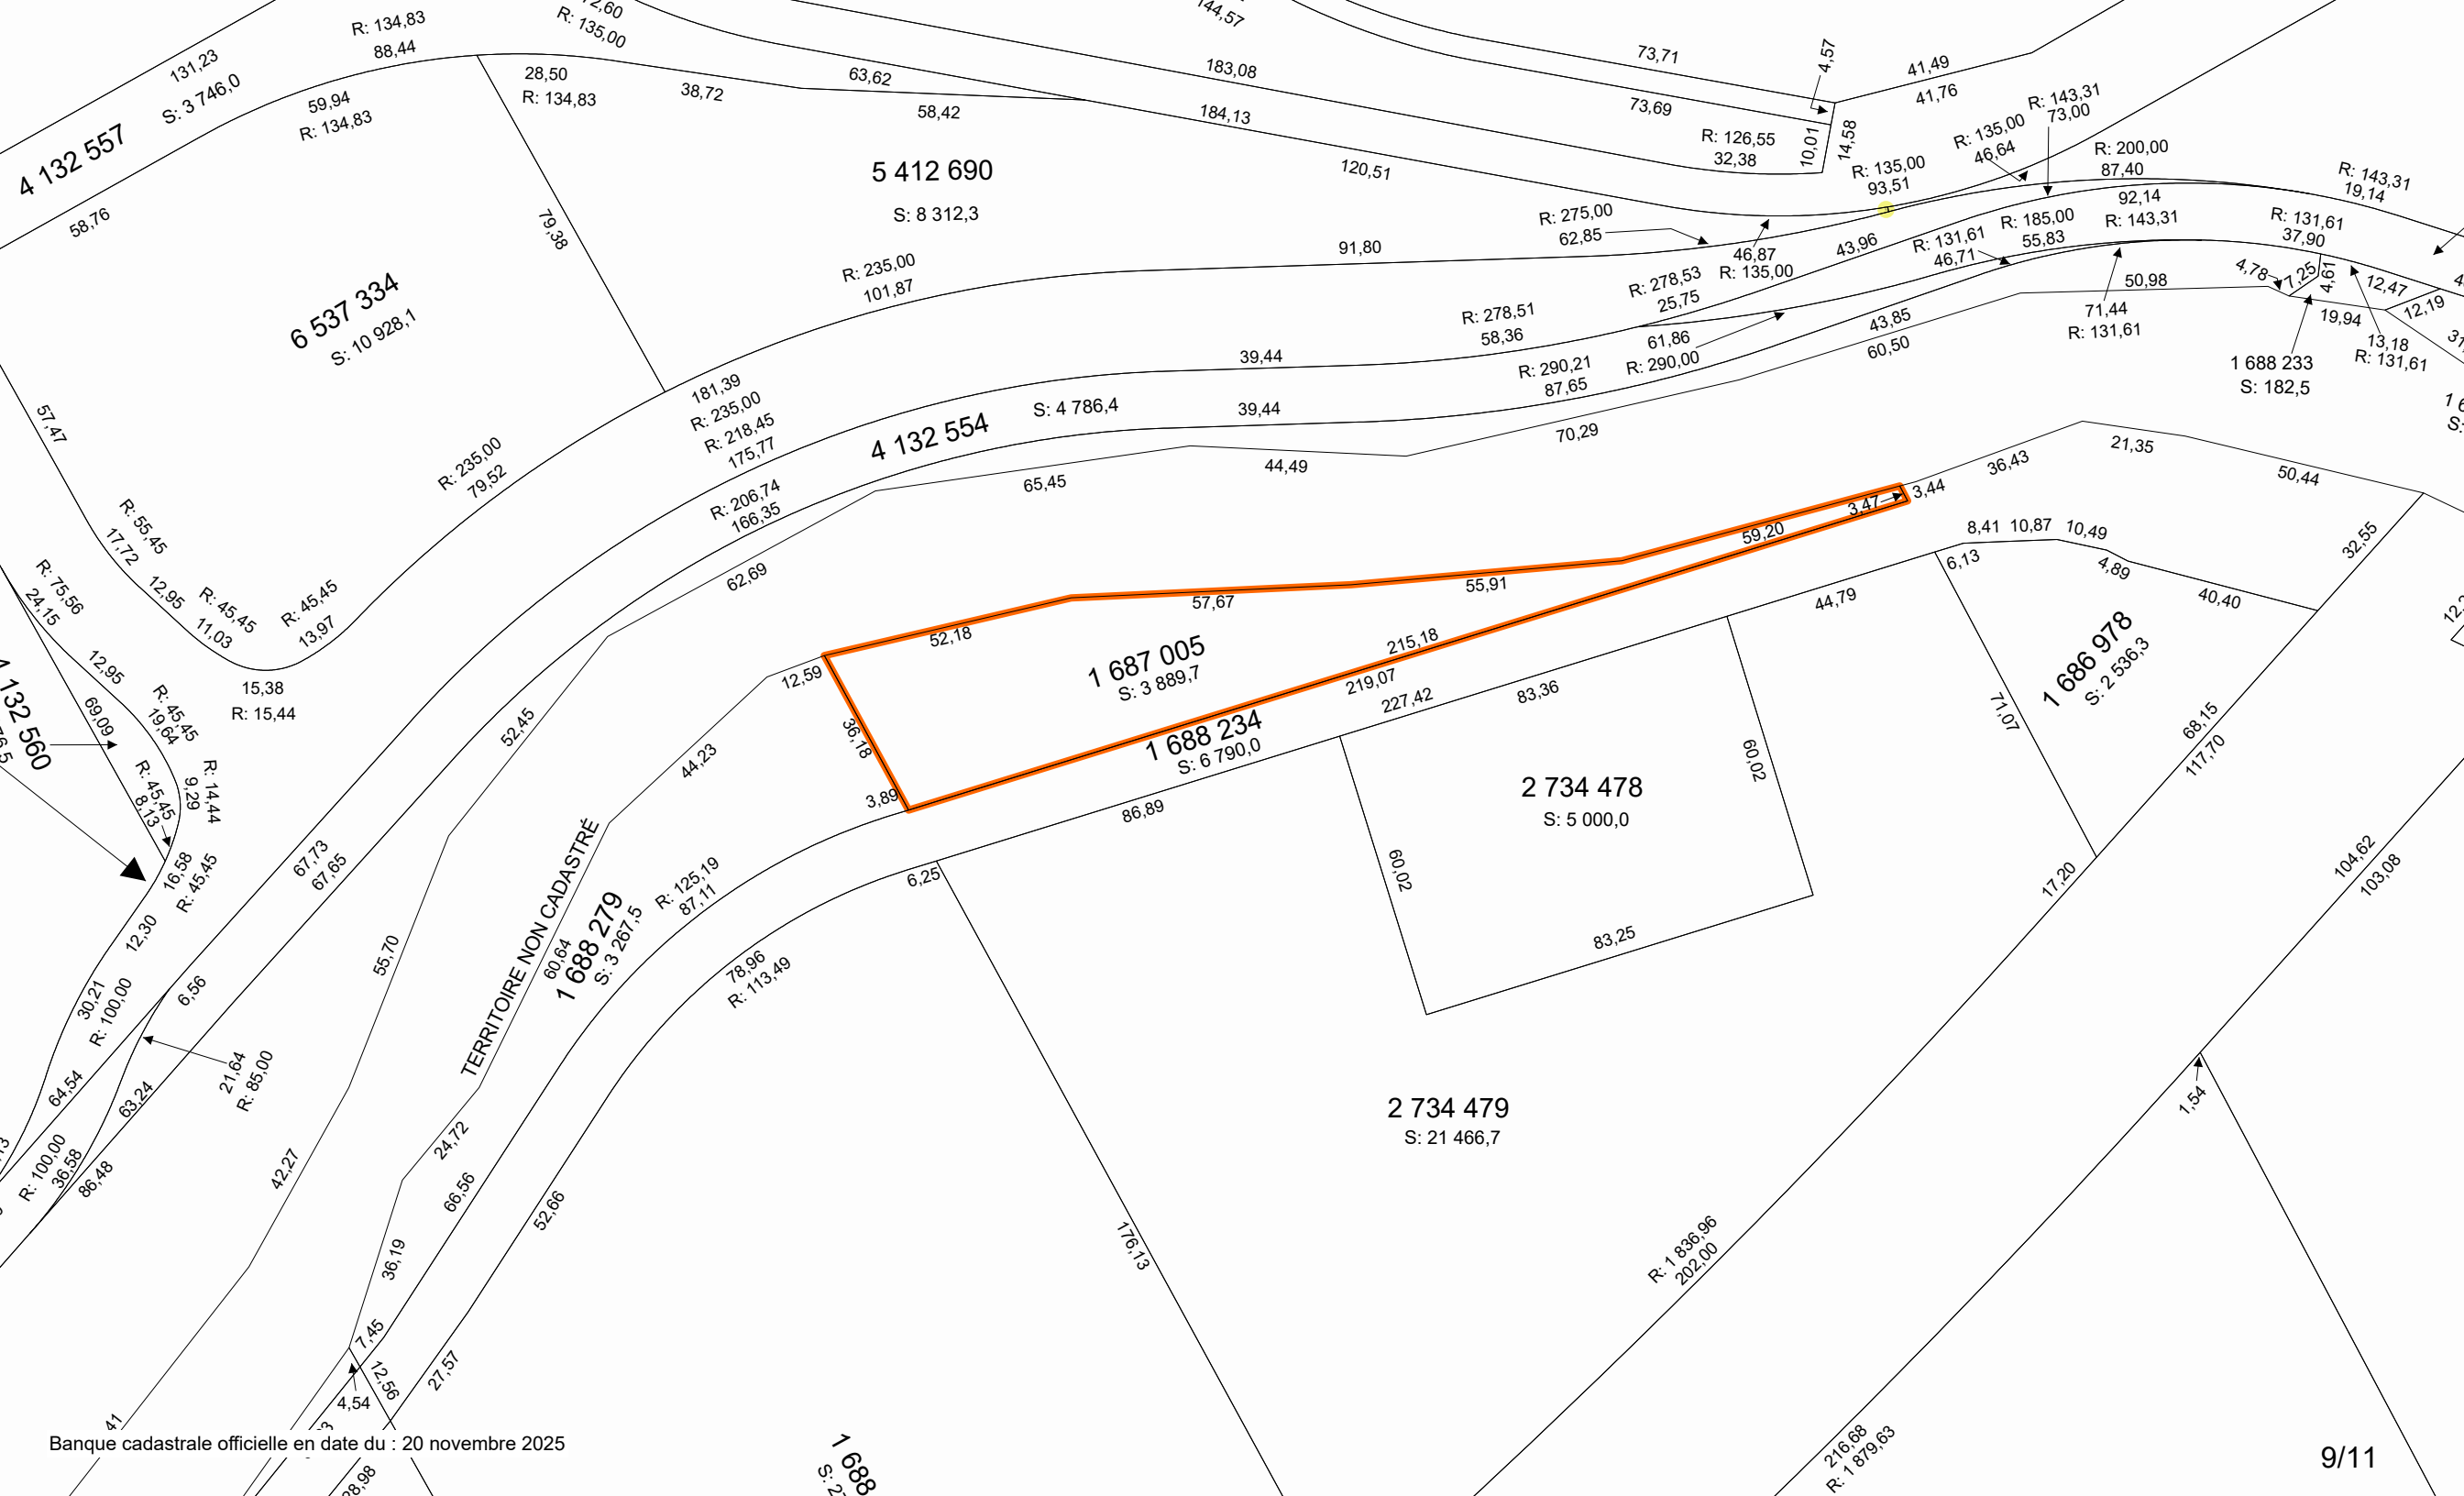 72,60
R: 135,00
R: 134,83
88,44
131,23
S: 3 746,0
4 132 557
59,94
R: 134,83
58,76
28,50
R: 134,83
38,72
63,62
58,42
183,08
184,13
144,57
120,51
73,71
73,69
4,57
41,49
41,76
R: 126,55
32,38
10,01
14,58
R: 135,00
93,51
R: 135,00
46,64
R: 143,31
73,00
R: 200,00
87,40
R: 143,31
19,14
92,14
R: 143,31
R: 185,00
55,83
R: 131,61
46,71
R: 131,61
37,90
5 412 690
S: 8 312,3
79,38
6 537 334
S: 10 928,1
R: 235,00
101,87
91,80
R: 275,00
62,85
46,87
R: 135,00
43,96
R: 278,53
25,75
R: 278,51
58,36
61,86
R: 290,00
R: 290,21
87,65
39,44
39,44
4 132 554
S: 4 786,4
50,98
43,85
60,50
71,44
R: 131,61
4,78
7,25
4,61
12,47
12,19
19,94
13,18
R: 131,61
1 688 233
S: 182,5
181,39
R: 235,00
R: 218,45
175,77
R: 206,74
166,35
R: 235,00
79,52
57,47
R: 55,45
17,72
12,95
R: 45,45
11,03
R: 45,45
13,97
15,38
R: 15,44
R: 75,56
24,15
12,95
R: 45,45
19,64
69,09
4 132 560
R: 14,44
9,29
R: 45,45
8,13
16,58
R: 45,45
12,30
30,21
R: 100,00
64,54
R: 100,00
36,58
86,48
63,24
21,64
R: 85,00
6,56
67,73
67,65
65,45
44,49
70,29
62,69
52,45
55,70
42,27
36,43
21,35
50,44
3,44
3,47
59,20
55,91
57,67
52,18
12,59
36,18
3,89
44,23
1 687 005
S: 3 889,7
215,18
219,07
1 688 234
S: 6 790,0
227,42
83,36
86,89
44,79
6,13
8,41
10,87
10,49
4,89
40,40
32,55
71,07
1 686 978
S: 2 536,3
68,15
117,70
17,20
60,02
60,02
83,25
2 734 478
S: 5 000,0
2 734 479
S: 21 466,7
104,62
103,08
1,54
R: 1 836,96
202,00
216,68
R: 1 879,63
176,13
6,25
R: 125,19
87,11
78,96
R: 113,49
TERRITOIRE NON CADASTRÉ
60,64
1 688 279
S: 3 267,5
24,72
36,19
66,56
52,66
7,45
12,56
4,54
27,57
Banque cadastrale officielle en date du : 20 novembre 2025
1 688
9/11